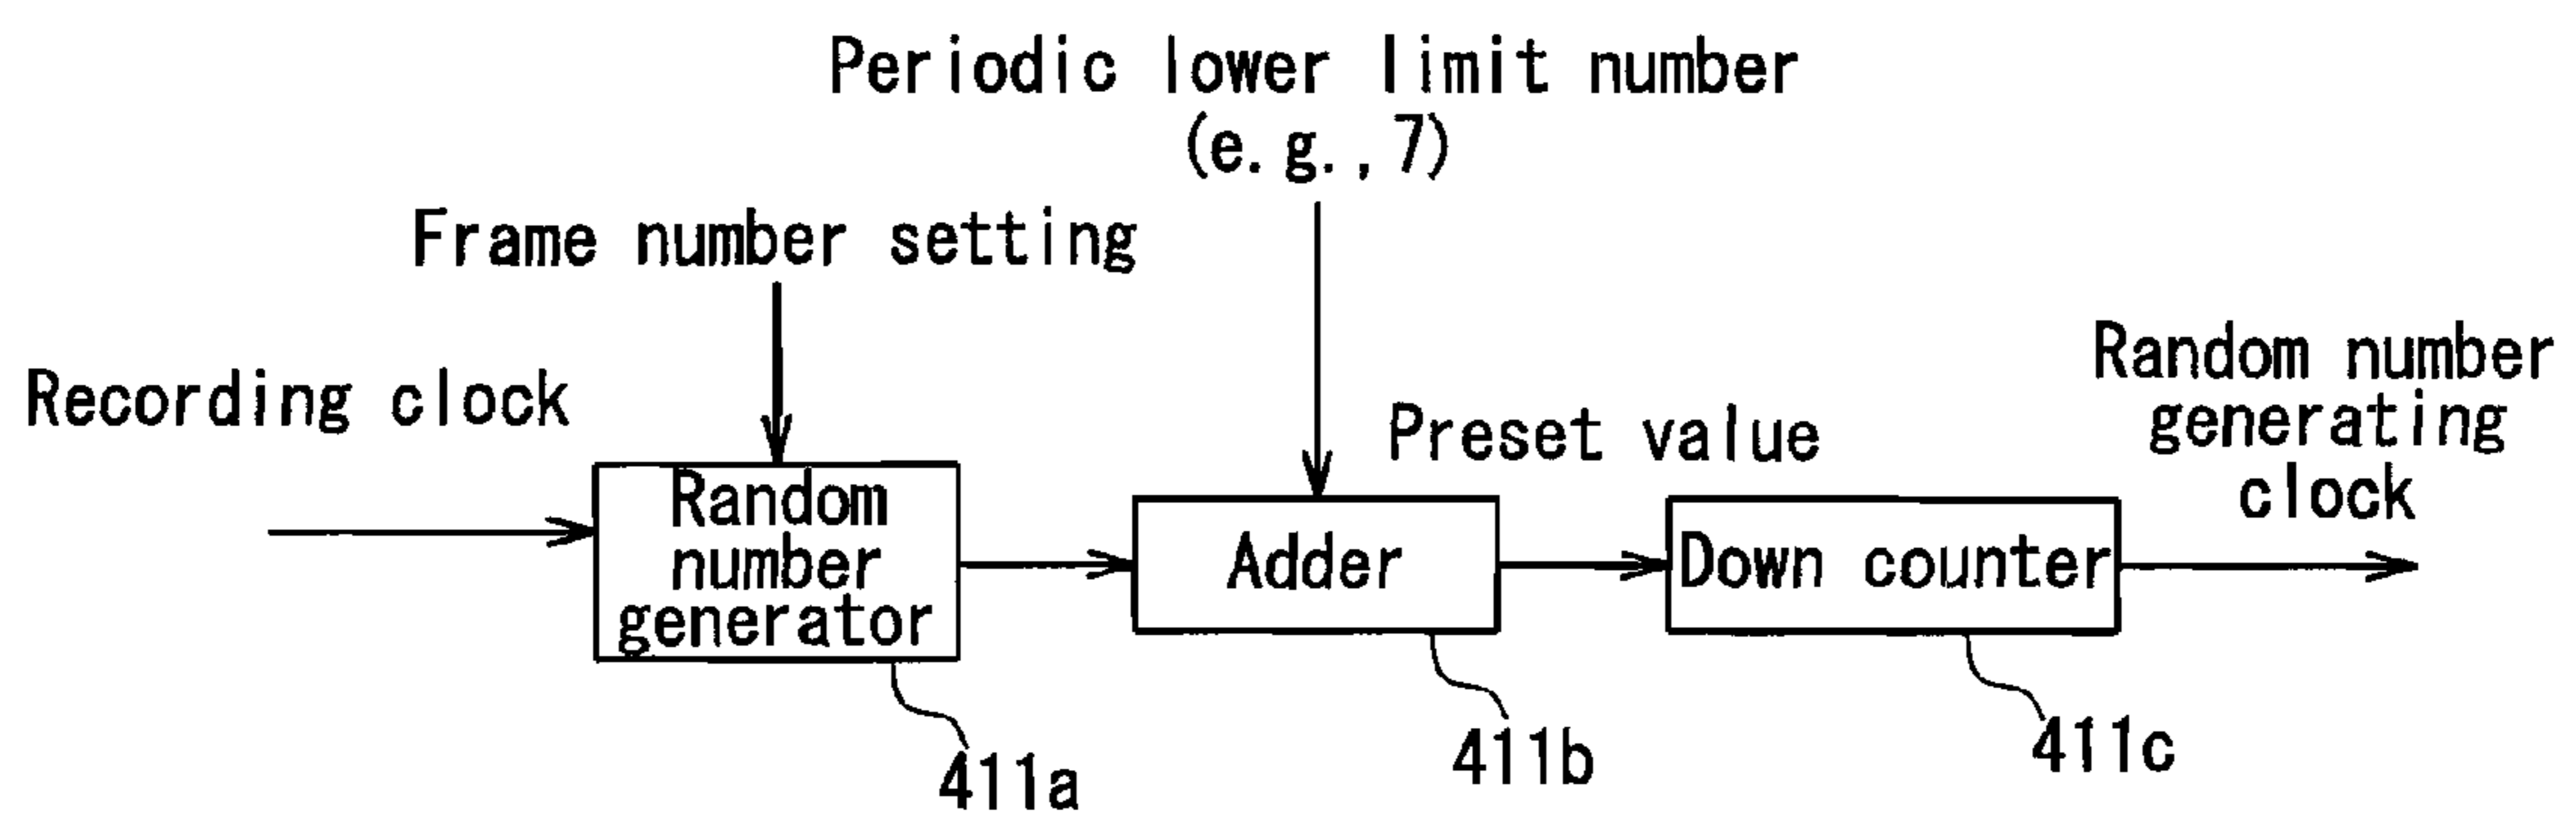 Periodic lower limit number
(e.g.,7)
Frame number setting
Recording clock
Random number
generating
clock
Preset value
Random
number
generator
Adder
Down counter
411a
411b
411c